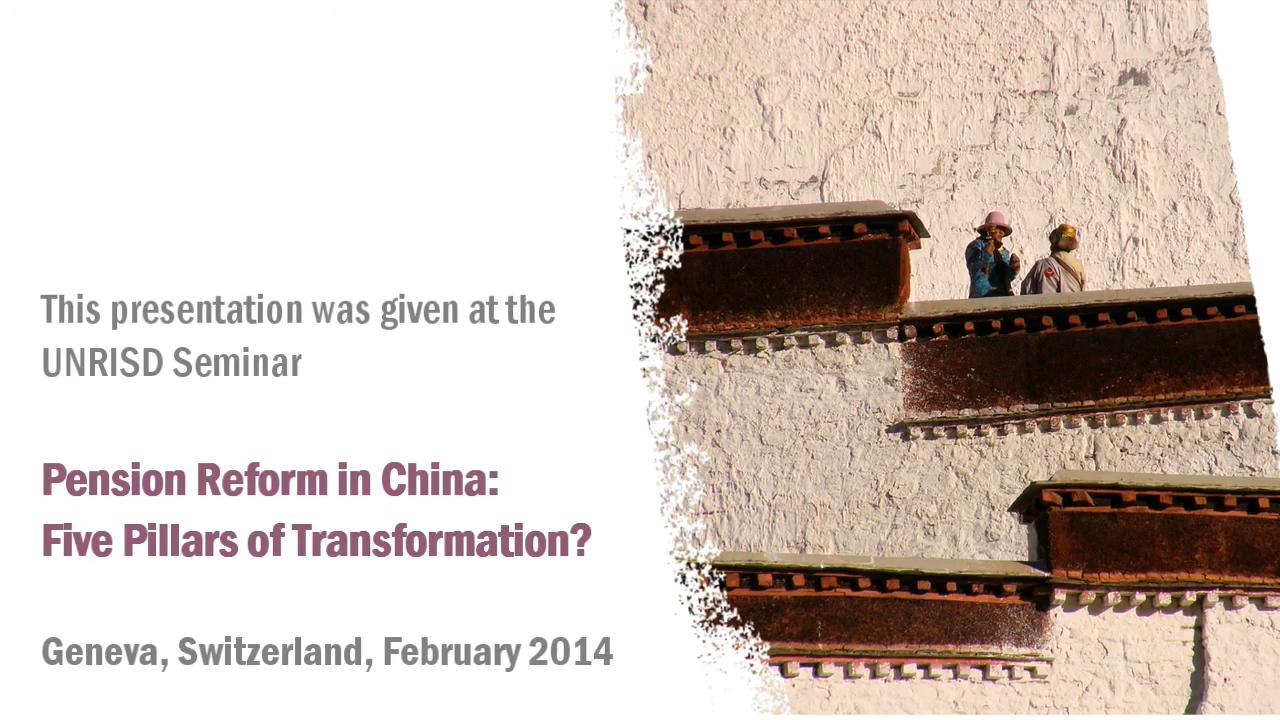 This presentation was given at the
UNRISD Seminar
Pension Reform in China:
Five Pillars of Transformation?
Geneva, Switzerland, February 2014